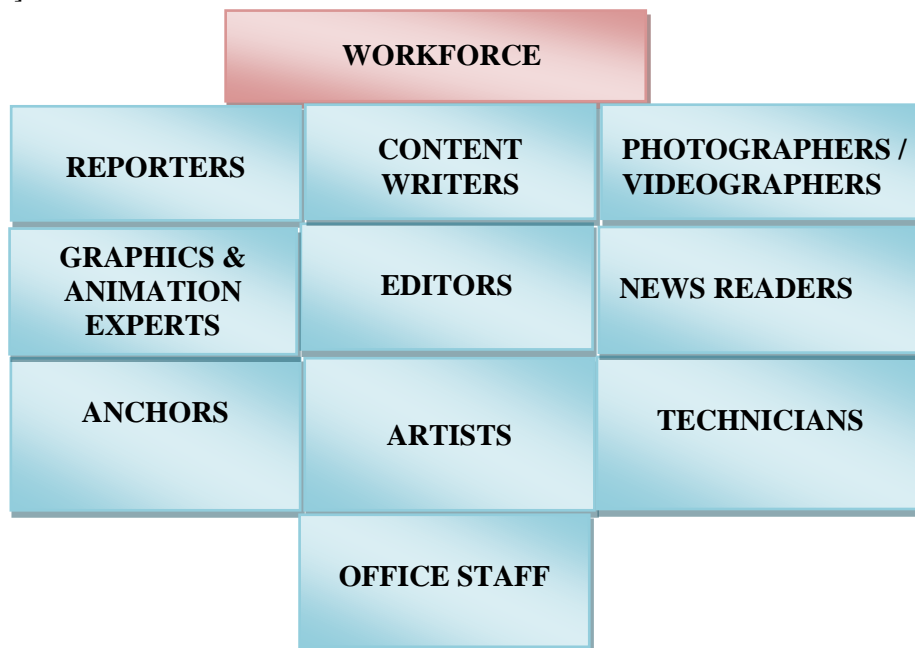 WORKFORCE
REPORTERS
CONTENT
WRITERS
PHOTOGRAPHERS /
VIDEOGRAPHERS
GRAPHICS &
ANIMATION
EXPERTS
EDITORS
NEWS READERS
ANCHORS
ARTISTS
TECHNICIANS
OFFICE STAFF